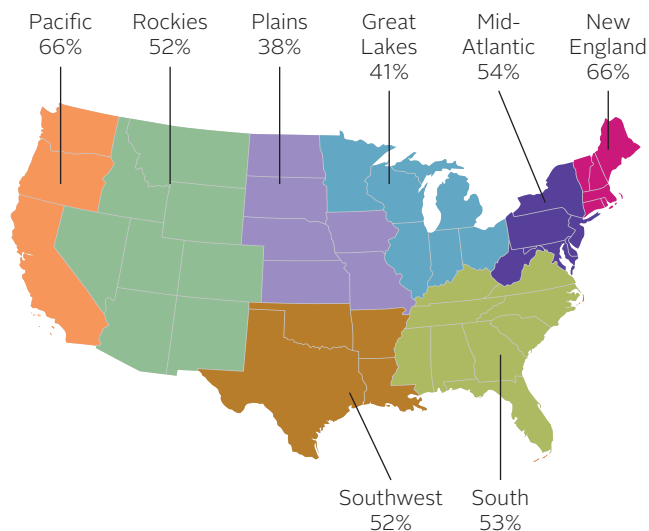 Pacific
66%
Rockies
52%
Plains
38%
Great
Lakes
41%
Mid-
Atlantic
54%
New
England
66%
Southwest
52%
South
53%